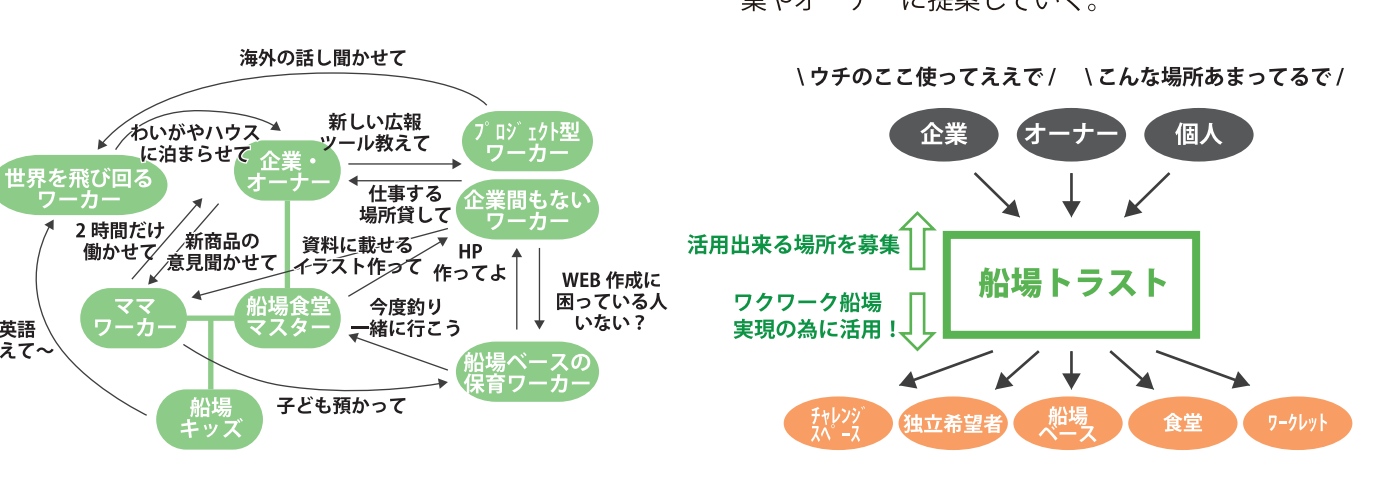 業やオーナーに提案していく。
海外の話し聞かせて
わいがやハウス
に泊まらせて
新しい広報
ツール教えて
プロジェクト型
ワーカー
世界を飛び回る
ワーカー
企業・
オーナー
仕事する
場所貸して
企業間もない
ワーカー
2 時間だけ
働かせて
新商品の
意見聞かせて
資料に載せる
イラスト作って
HP
作ってよ
WEB 作成に
困っている人
いない？
ママ
ワーカー
船場食堂
マスター
今度釣り
一緒に行こう
英語
えて～
船場ベースの
保育ワーカー
船場
キッズ
子ども預かって
\ ウチのここ使ってええで /
\ こんな場所あまってるで /
企業
オーナー
個人
活用出来る場所を募集
船場トラスト
ワクワーク船場
実現の為に活用！
チャレンジ
スペース
独立希望者
船場
ベース
食堂
ワークレット